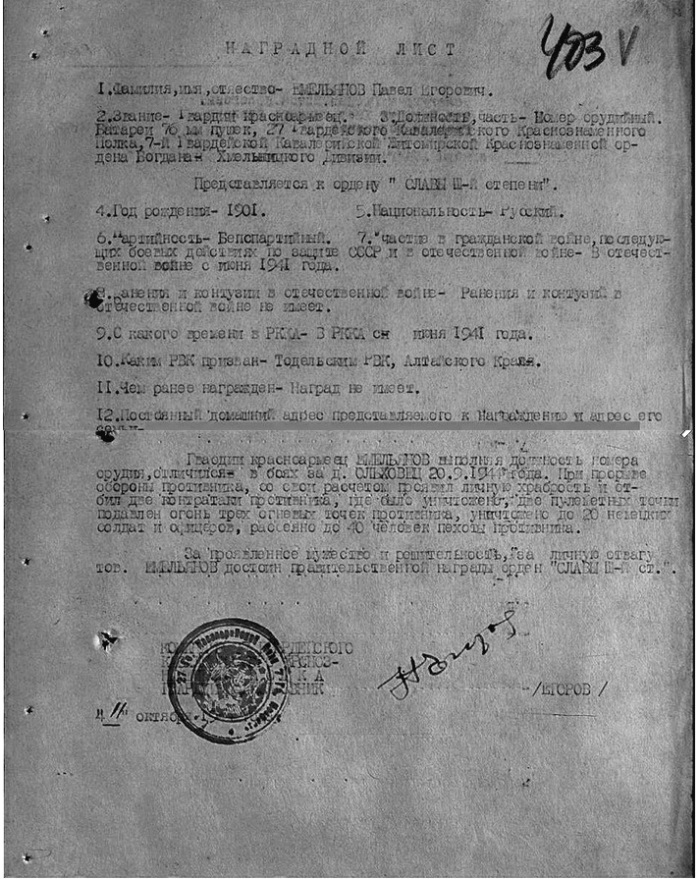 403 V
НАГРАДНОЙ ЛИСТ
1.Фамилия,имя,отчество- ЕМЕЛЬЯНОВ Павел Егорович.
2.Звание- Гвардии красноармеец. 3.Должность,часть- Номер орудийный.
Батареи 76 мм пушек, 27 Гвардейского Кавалерийского Краснознаменного
Полка,7-й Гвардейской Кавалерийской Житомирской Краснознаменной ор-
дена Богдана Хмельницкого Дивизии.
Представляется к ордену " СЛАВЫ Ш-й степени".
4.Год рождения- 1901. 5.Национальность- Русский.
6.Партийность- Беспартийный. 7.Участие в гражданской войне,последую-
щих боевых действиях по защите СССР и в отечественной войне- В отечест-
венной войне с июня 1941 года.
8.Ранения и контузии в отечественной войне- Ранения и контузий в
отечественной войне не имеет.
9.С какого времени в РККА- В РККА с июня 1941 года.
10.Каким РВК призван- Тодельским РВК, Алтайского Края.
11.Чем ранее награжден- Наград не имеет.
12.Постоянный домашний адрес представляемого к награждению и адрес его
семьи-
Гвардии красноармеец ЕМЕЛЬЯНОВ выполняя должность номера
орудия,отличился в боях за д. СУЛЬКОВЕЦ 20.9.1944 года. При прорыве
обороны противника, со свои расчетом проявил личную храбрость и от-
бил две контратаки противника, где было уничтожено, две пулеметных точки
подавлен огонь трех огневых точек противника, уничтожено до 20 немецких
солдат и офицеров, рассеяно до 40 человек пехоты противника.
За проявленное мужество и решительность, за личную отвагу
тов. ЕМЕЛЬЯНОВ достоин правительственной награды орден "СЛАВЫ Ш-й ст.".
/ЕГОРОВ /
"11" октября